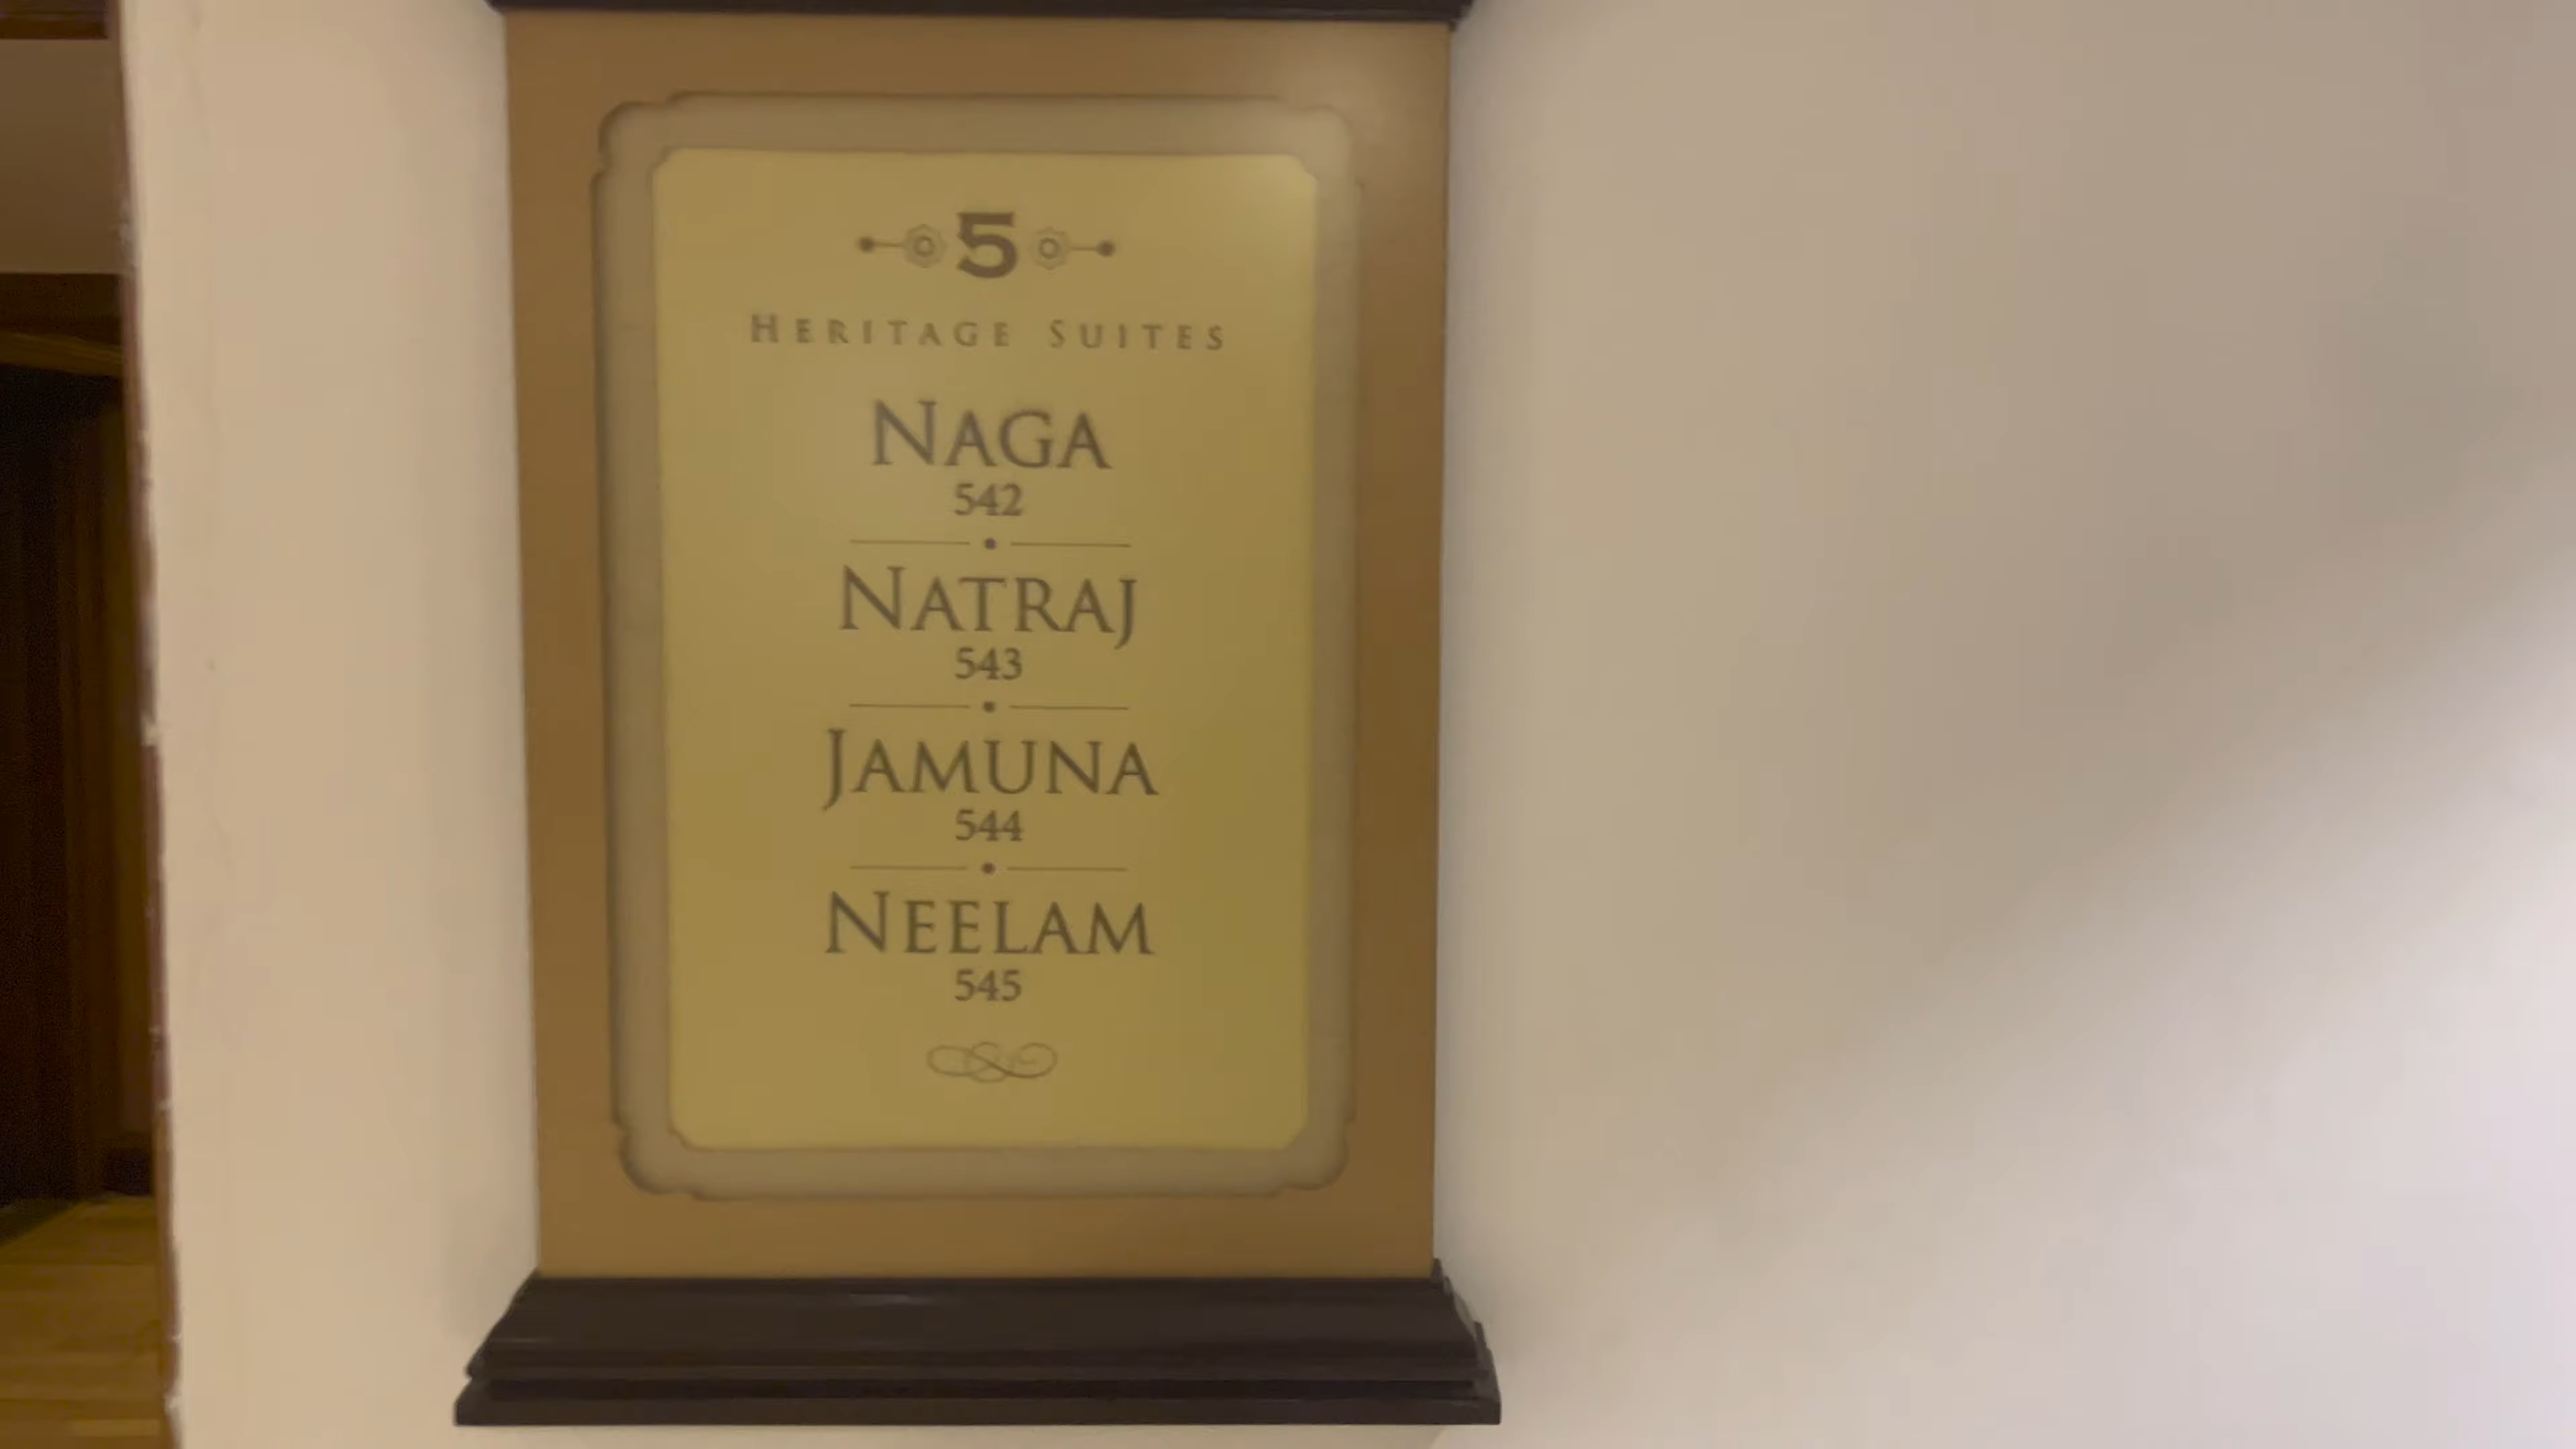 5
HERITAGE SUITES
NAGA
542
NATRAJ
543
JAMUNA
544
NEELAM
545